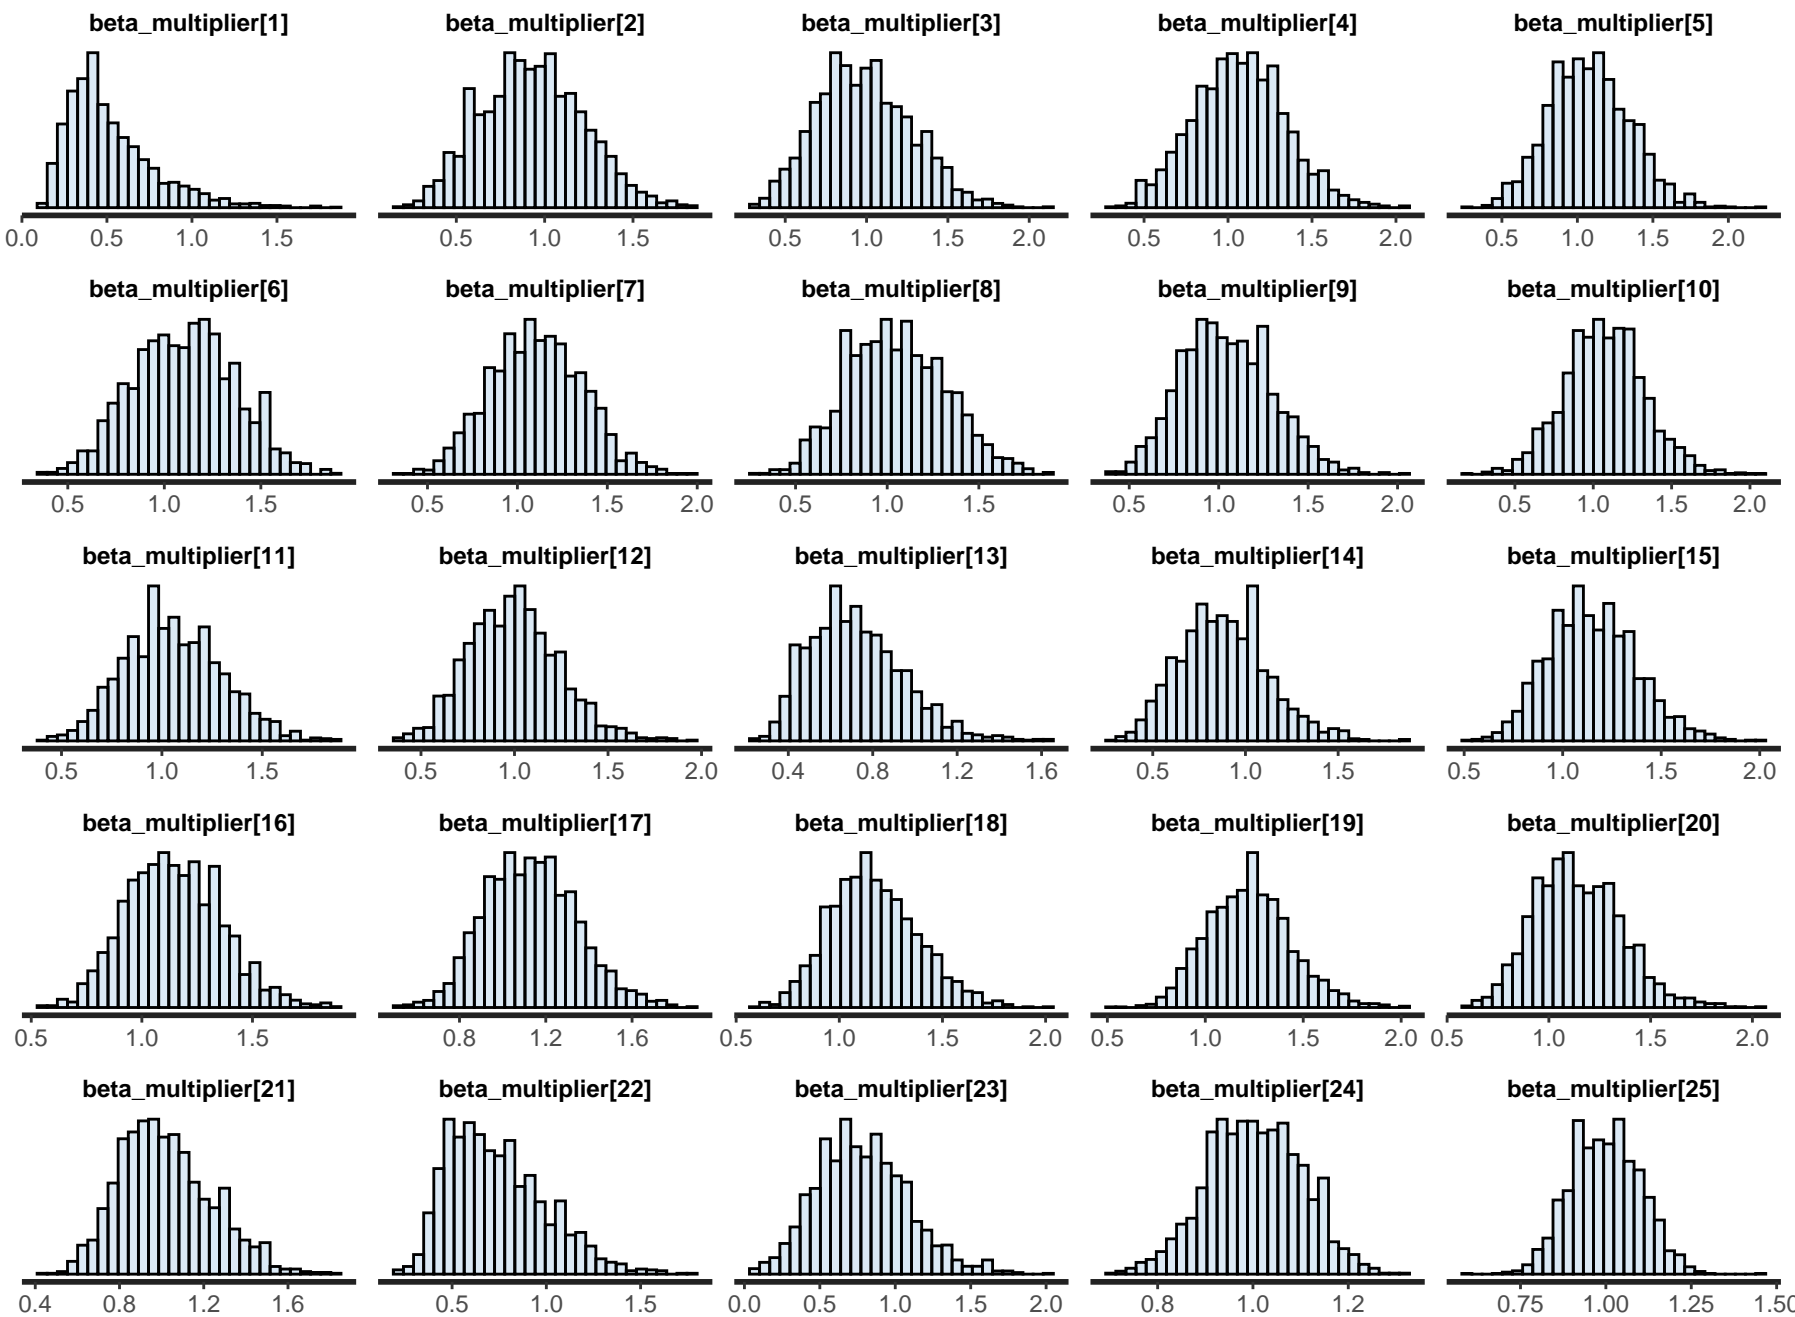 beta_multiplier[1] beta_multiplier[2] beta_multiplier[3] beta_multiplier[4] beta_multiplier[5]
0.0 0.5 1.0 1.5 0.5 1.0 1.5 0.5 1.0 1.5 2.0 0.5 1.0 1.5 2.0 0.5 1.0 1.5 2.0
beta_multiplier[6] beta_multiplier[7] beta_multiplier[8] beta_multiplier[9] beta_multiplier[10]
0.5 1.0 1.5 0.5 1.0 1.5 2.0 0.5 1.0 1.5 0.5 1.0 1.5 2.0 0.5 1.0 1.5 2.0
beta_multiplier[11] beta_multiplier[12] beta_multiplier[13] beta_multiplier[14] beta_multiplier[15]
0.5 1.0 1.5 0.5 1.0 1.5 2.0 0.4 0.8 1.2 1.6 0.5 1.0 1.5 0.5 1.0 1.5 2.0
beta_multiplier[16] beta_multiplier[17] beta_multiplier[18] beta_multiplier[19] beta_multiplier[20]
0.5 1.0 1.5 0.8 1.2 1.6 0.5 1.0 1.5 2.0 0.5 1.0 1.5 2.0 0.5 1.0 1.5 2.0
beta_multiplier[21] beta_multiplier[22] beta_multiplier[23] beta_multiplier[24] beta_multiplier[25]
0.4 0.8 1.2 1.6 0.5 1.0 1.5 0.0 0.5 1.0 1.5 2.0 0.8 1.0 1.2 0.75 1.00 1.25 1.50